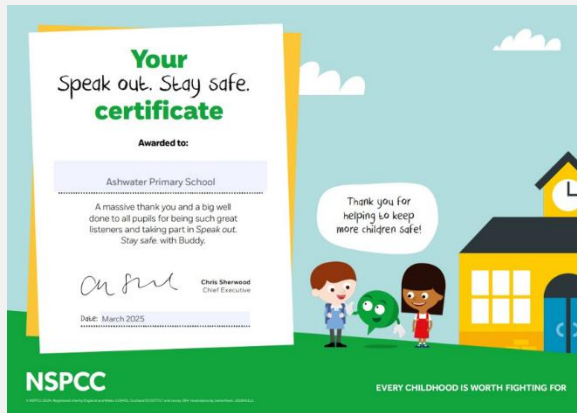 Your
Speak out. Stay safe.
certificate
Awarded to:
Ashwater Primary School
A massive thank you and a big well
done to all pupils for being such great
listeners and taking part in Speak out.
Stay safe. with Buddy.
Chris Sherwood
Chief Executive
Date: March 2025
Thank you for
helping to keep
more children safe!
NSPCC
EVERY CHILDHOOD IS WORTH FIGHTING FOR